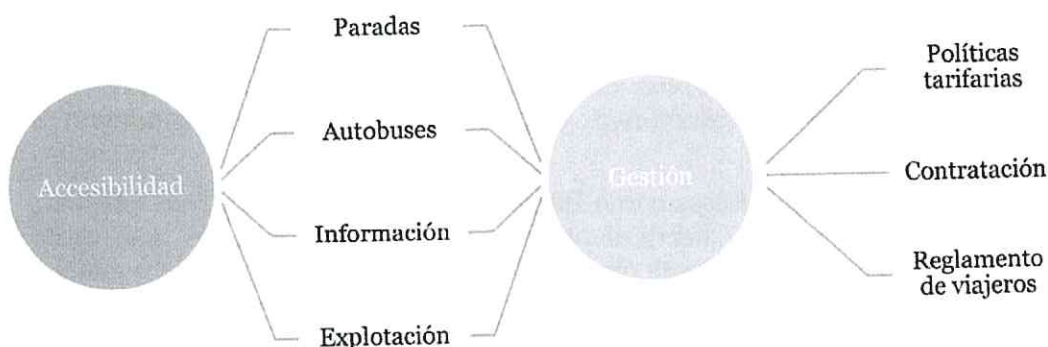 Accesibilidad
Paradas
Autobuses
Información
Explotación
Gestión
Políticas
tarifarias
Contratación
Reglamento
de viajeros